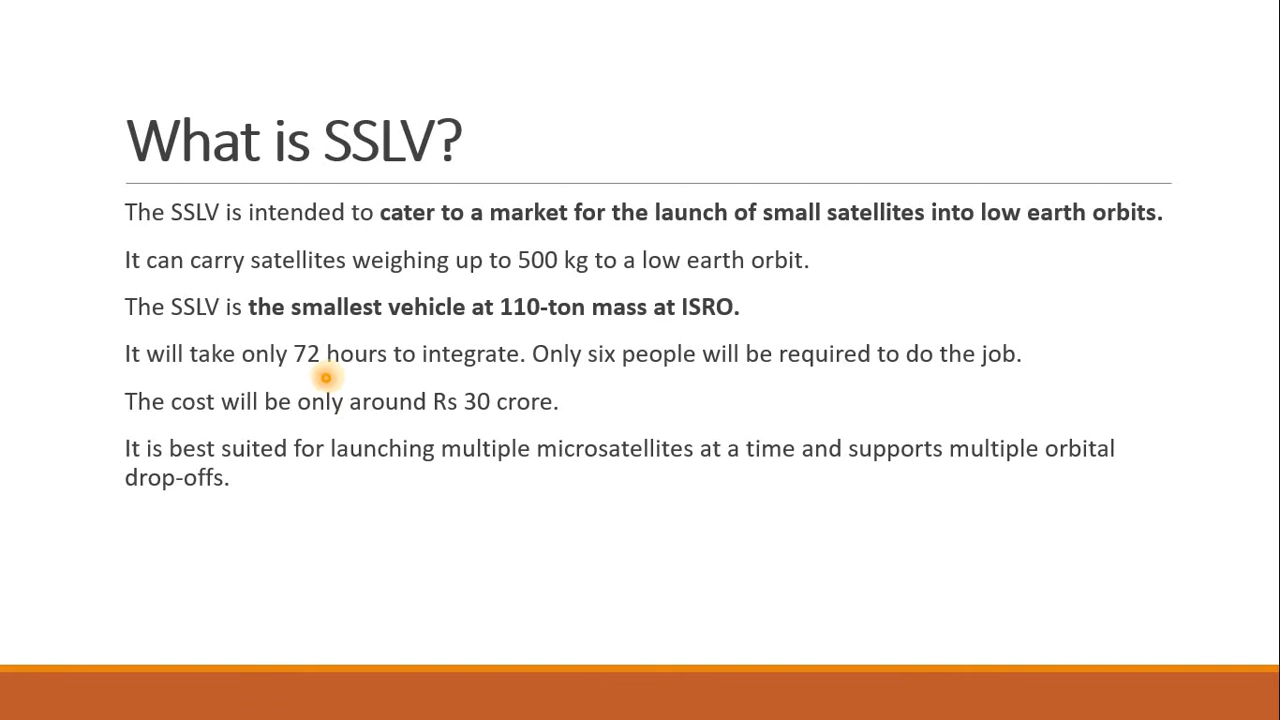 What is SSLV?
The SSLV is intended to cater to a market for the launch of small satellites into low earth orbits.
It can carry satellites weighing up to 500 kg to a low earth orbit.
The SSLV is the smallest vehicle at 110-ton mass at ISRO.
It will take only 72 hours to integrate. Only six people will be required to do the job.
The cost will be only around Rs 30 crore.
It is best suited for launching multiple microsatellites at a time and supports multiple orbital
drop-offs.